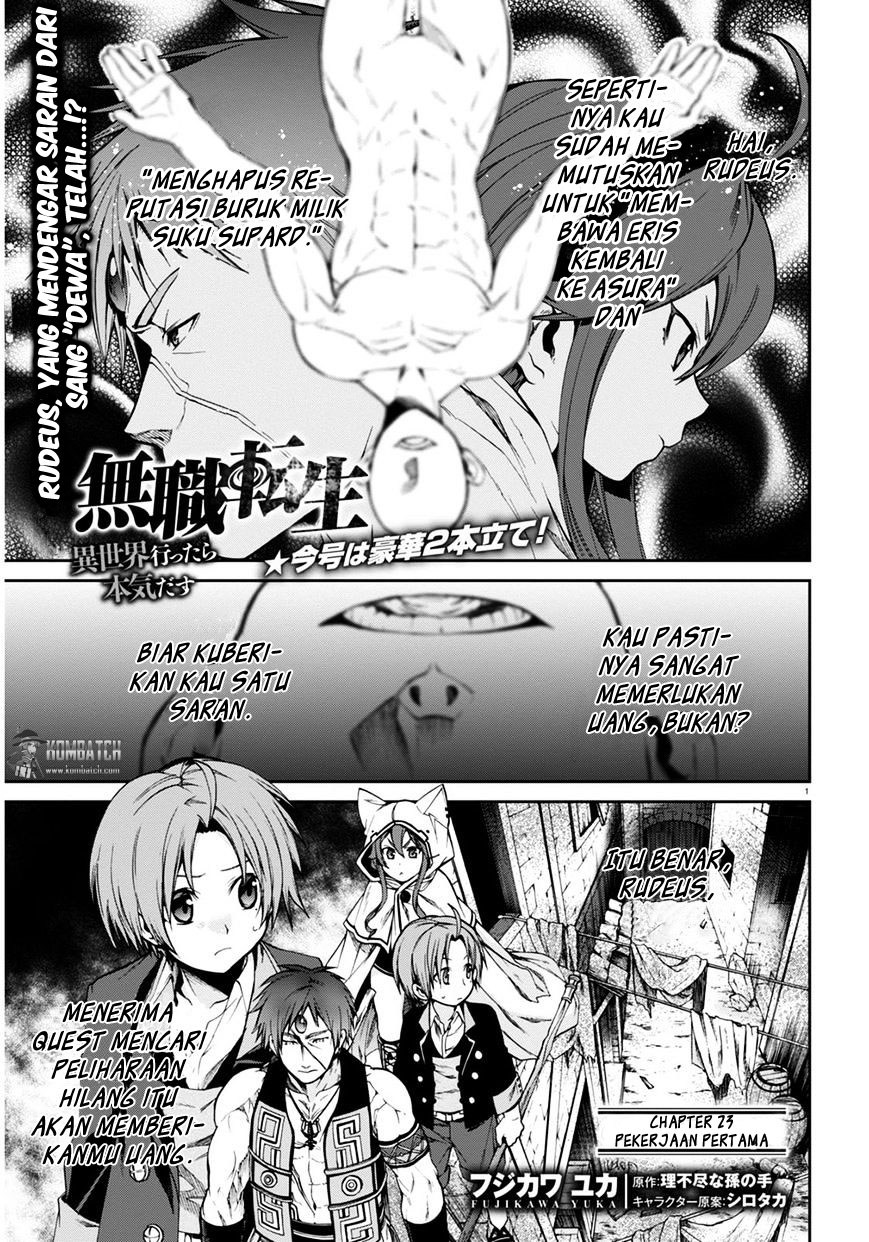 HAI,
RUDEUS.
SEPERTI-
NYA KAU
SUDAH ME-
MUTUSKAN
UNTUK "MEM-
BAWA ERIS
KEMBALI
KE ASURA"
DAN
"MENGHAPUS RE-
PUTASI BURUK MILIK
SUKU SUPARD."
RUDEUS, YANG MENDENGAR SARAN DARI
SANG "DEWA", TELAH...!?
無職転生
異世界行ったら
本気だす
★今号は豪華2本立て!
KAU PASTI-
NYA SANGAT
MEMERLUKAN
UANG, BUKAN?
BIAR KUBERI-
KAN KAU SATU
SARAN.
KOMBATCH
www.kombatch.com
1
ITU BENAR,
RUDEUS,
MENERIMA
QUEST MENCARI
PELIHARAAN
HILANG ITU
AKAN MEMBERI-
KANMU UANG.
CHAPTER 23
PEKERJAAN PERTAMA
フジカワ ユカ
FUJIKAWA YUKA
原作:理不尽な孫の手
キャラクター原案:シロタカ